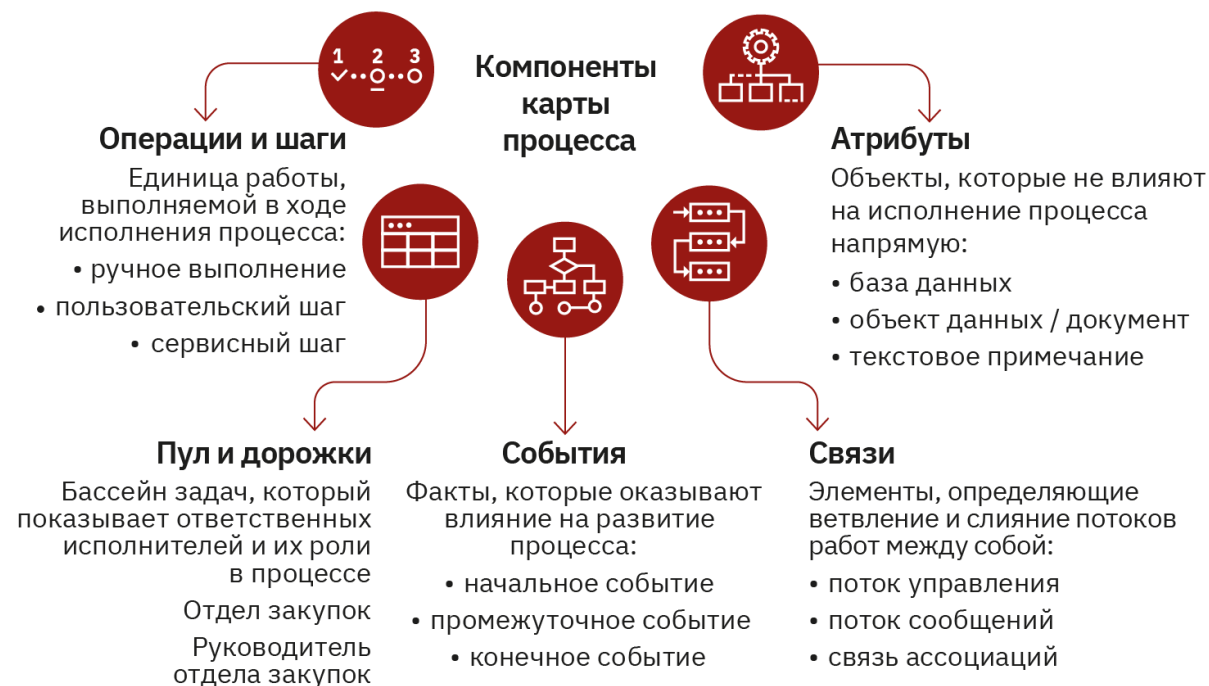 1 2 3
Компоненты
карты
процесса
Операции и шаги
Единица работы,
выполняемой в ходе
исполнения процесса:
• ручное выполнение
• пользовательский шаг
• сервисный шаг
Атрибуты
Объекты, которые не влияют
на исполнение процесса
напрямую:
• база данных
• объект данных / документ
• текстовое примечание
Пул и дорожки
Бассейн задач, который
показывает ответственных
исполнителей и их роли
в процессе
Отдел закупок
Руководитель
отдела закупок
События
Факты, которые оказывают
влияние на развитие
процесса:
• начальное событие
• промежуточное событие
• конечное событие
Связи
Элементы, определяющие
ветвление и слияние потоков
работ между собой:
• поток управления
• поток сообщений
• связь ассоциаций